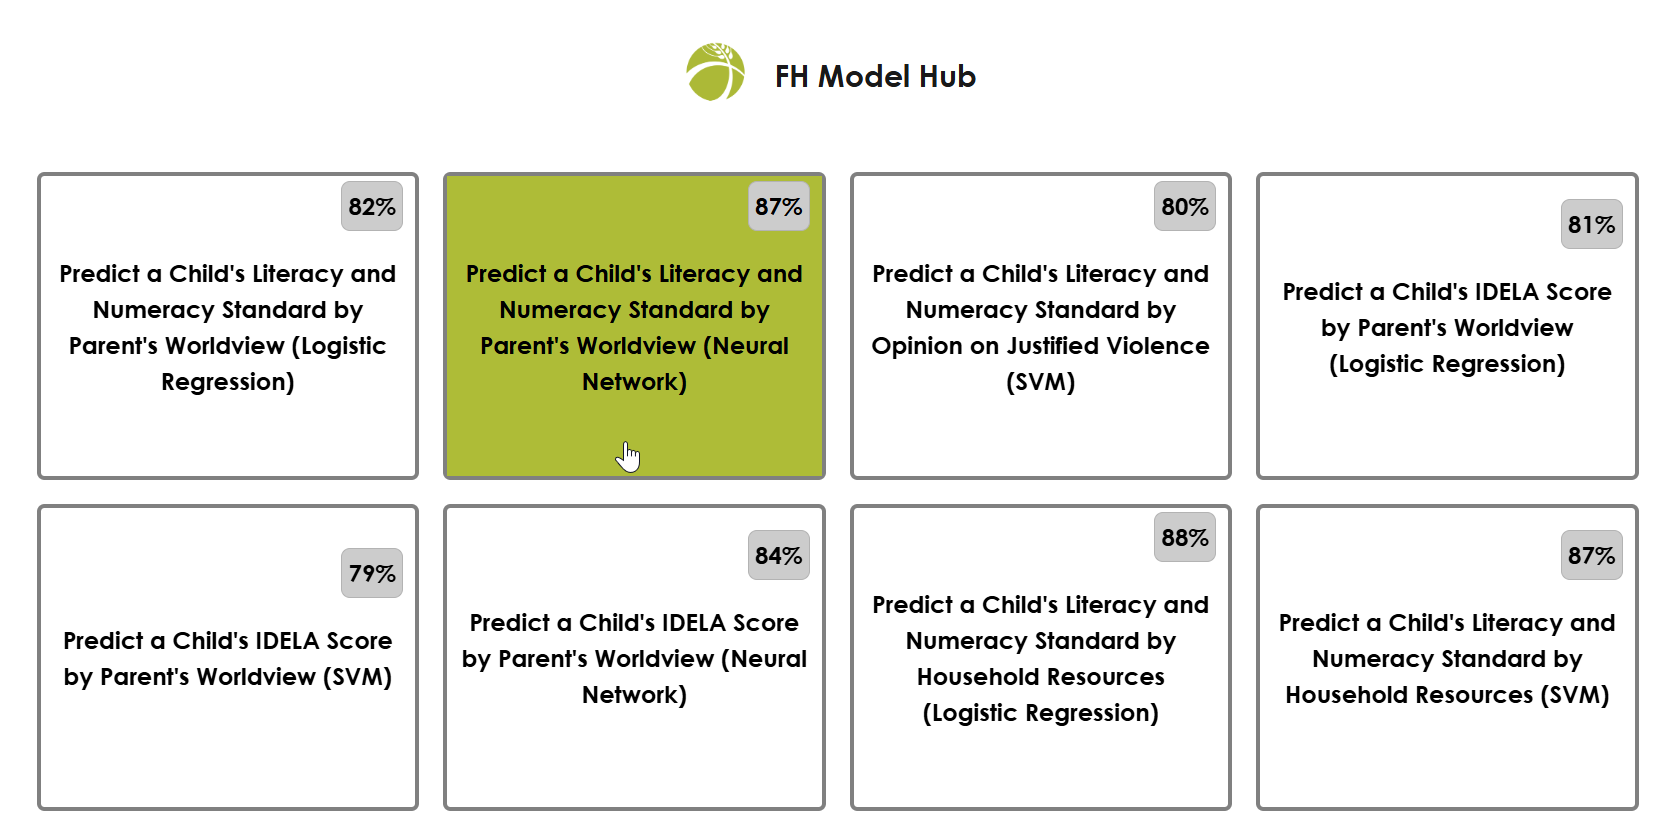 FH Model Hub
82%
Predict a Child's Literacy and
Numeracy Standard by
Parent's Worldview (Logistic
Regression)
87%
Predict a Child's Literacy and
Numeracy Standard by
Parent's Worldview (Neural
Network)
80%
Predict a Child's Literacy and
Numeracy Standard by
Opinion on Justified Violence
(SVM)
81%
Predict a Child's IDELA Score
by Parent's Worldview
(Logistic Regression)
79%
Predict a Child's IDELA Score
by Parent's Worldview (SVM)
84%
Predict a Child's IDELA Score
by Parent's Worldview (Neural
Network)
88%
Predict a Child's Literacy and
Numeracy Standard by
Household Resources
(Logistic Regression)
87%
Predict a Child's Literacy and
Numeracy Standard by
Household Resources (SVM)